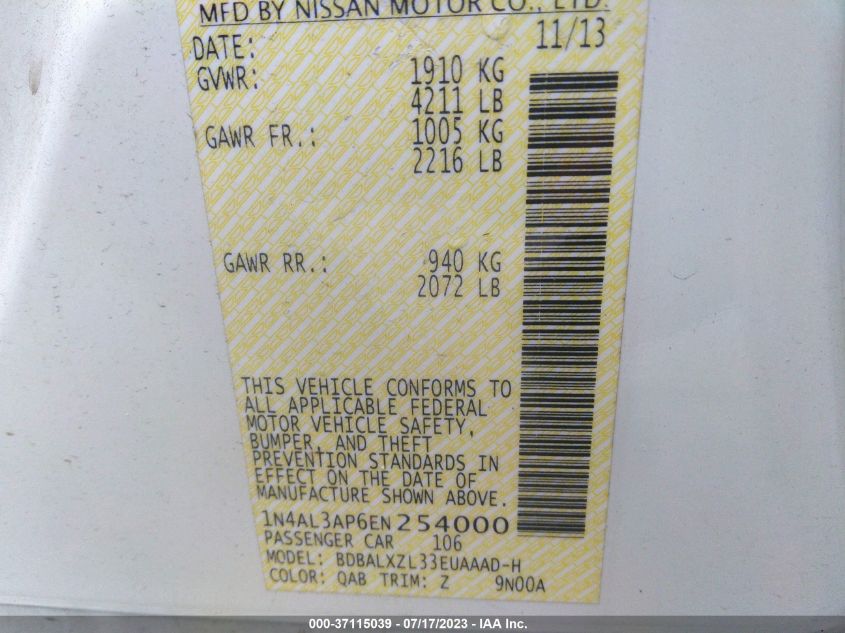 MFD BY NISSAN MOTOR CO., LTD.
DATE: 11/13
GVWR: 1910 KG
4211 LB
GAWR FR.: 1005 KG
2216 LB
GAWR RR.: 940 KG
2072 LB
THIS VEHICLE CONFORMS TO
ALL APPLICABLE FEDERAL
MOTOR VEHICLE SAFETY,
BUMPER, AND THEFT
PREVENTION STANDARDS IN
EFFECT ON THE DATE OF
MANUFACTURE SHOWN ABOVE.
1N4AL3AP6EN254000
PASSENGER CAR 106
MODEL: BDBALXZL33EUAAAD-H
COLOR: QAB TRIM: Z 9N00A
000-37115039 - 07/17/2023 - IAA Inc.